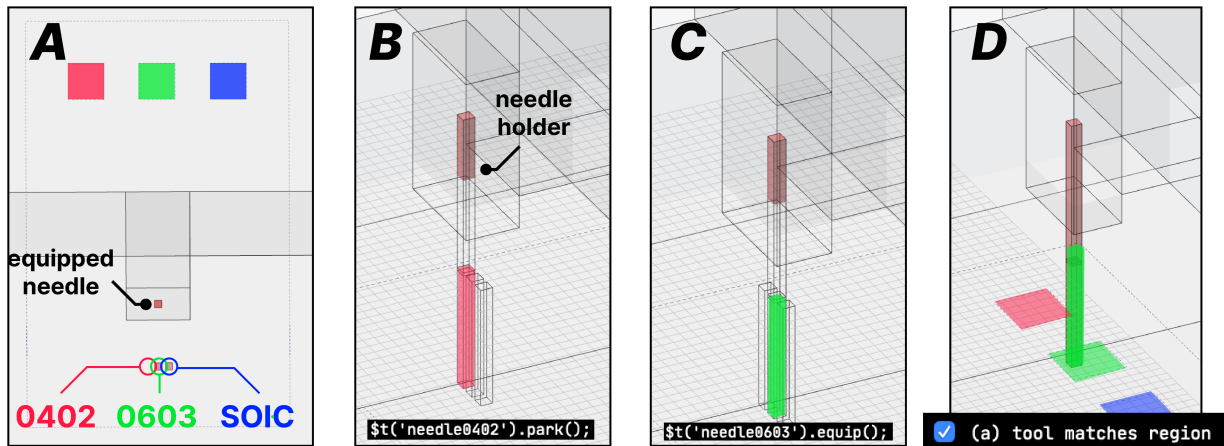 A
equipped
needle
0402 0603 SOIC
B
needle
holder
$t('needle0402').park();
C
$t('needle0603').equip();
D
(a) tool matches region